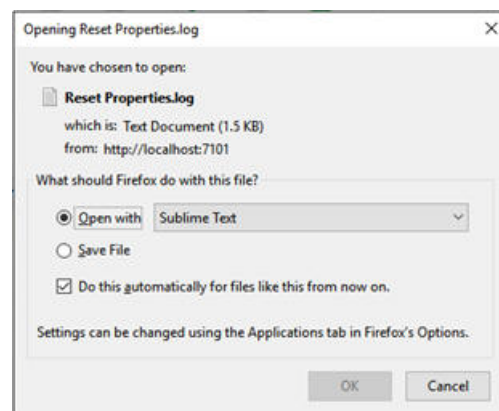 Opening Reset Properties.log
You have chosen to open:
Reset Properties.log
which is: Text Document (1.5 KB)
from: http://localhost:7101
What should Firefox do with this file?
Open with Sublime Text
Save File
Do this automatically for files like this from now on.
Settings can be changed using the Applications tab in Firefox's Options.
OK Cancel